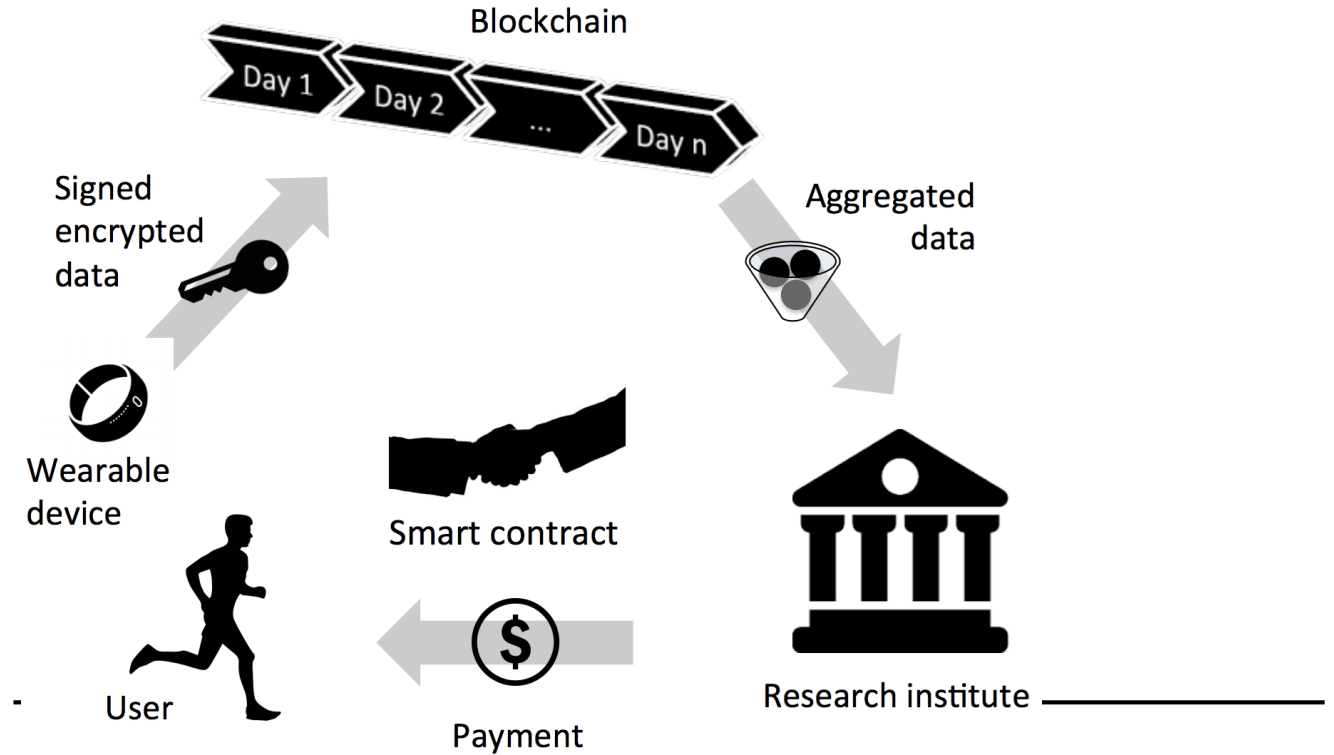 Blockchain
Day 1
Day 2
...
Day n
Signed
encrypted
data
Aggregated
data
Wearable
device
Smart contract
$
User
Payment
Research institute